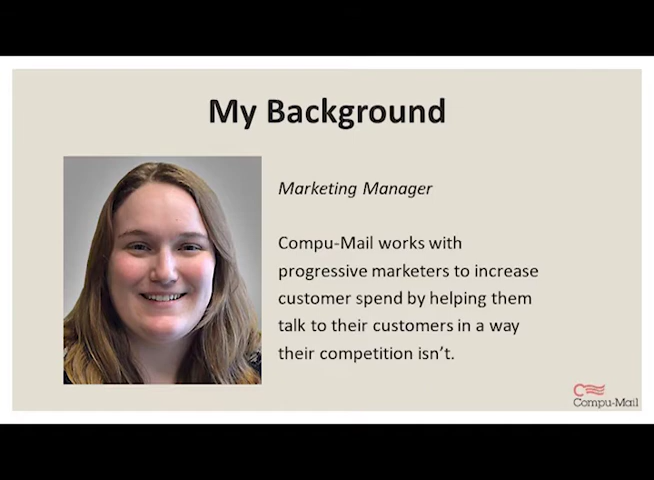 My Background
Marketing Manager
Compu-Mail works with
progressive marketers to increase
customer spend by helping them
talk to their customers in a way
their competition isn't.
Compu-Mail